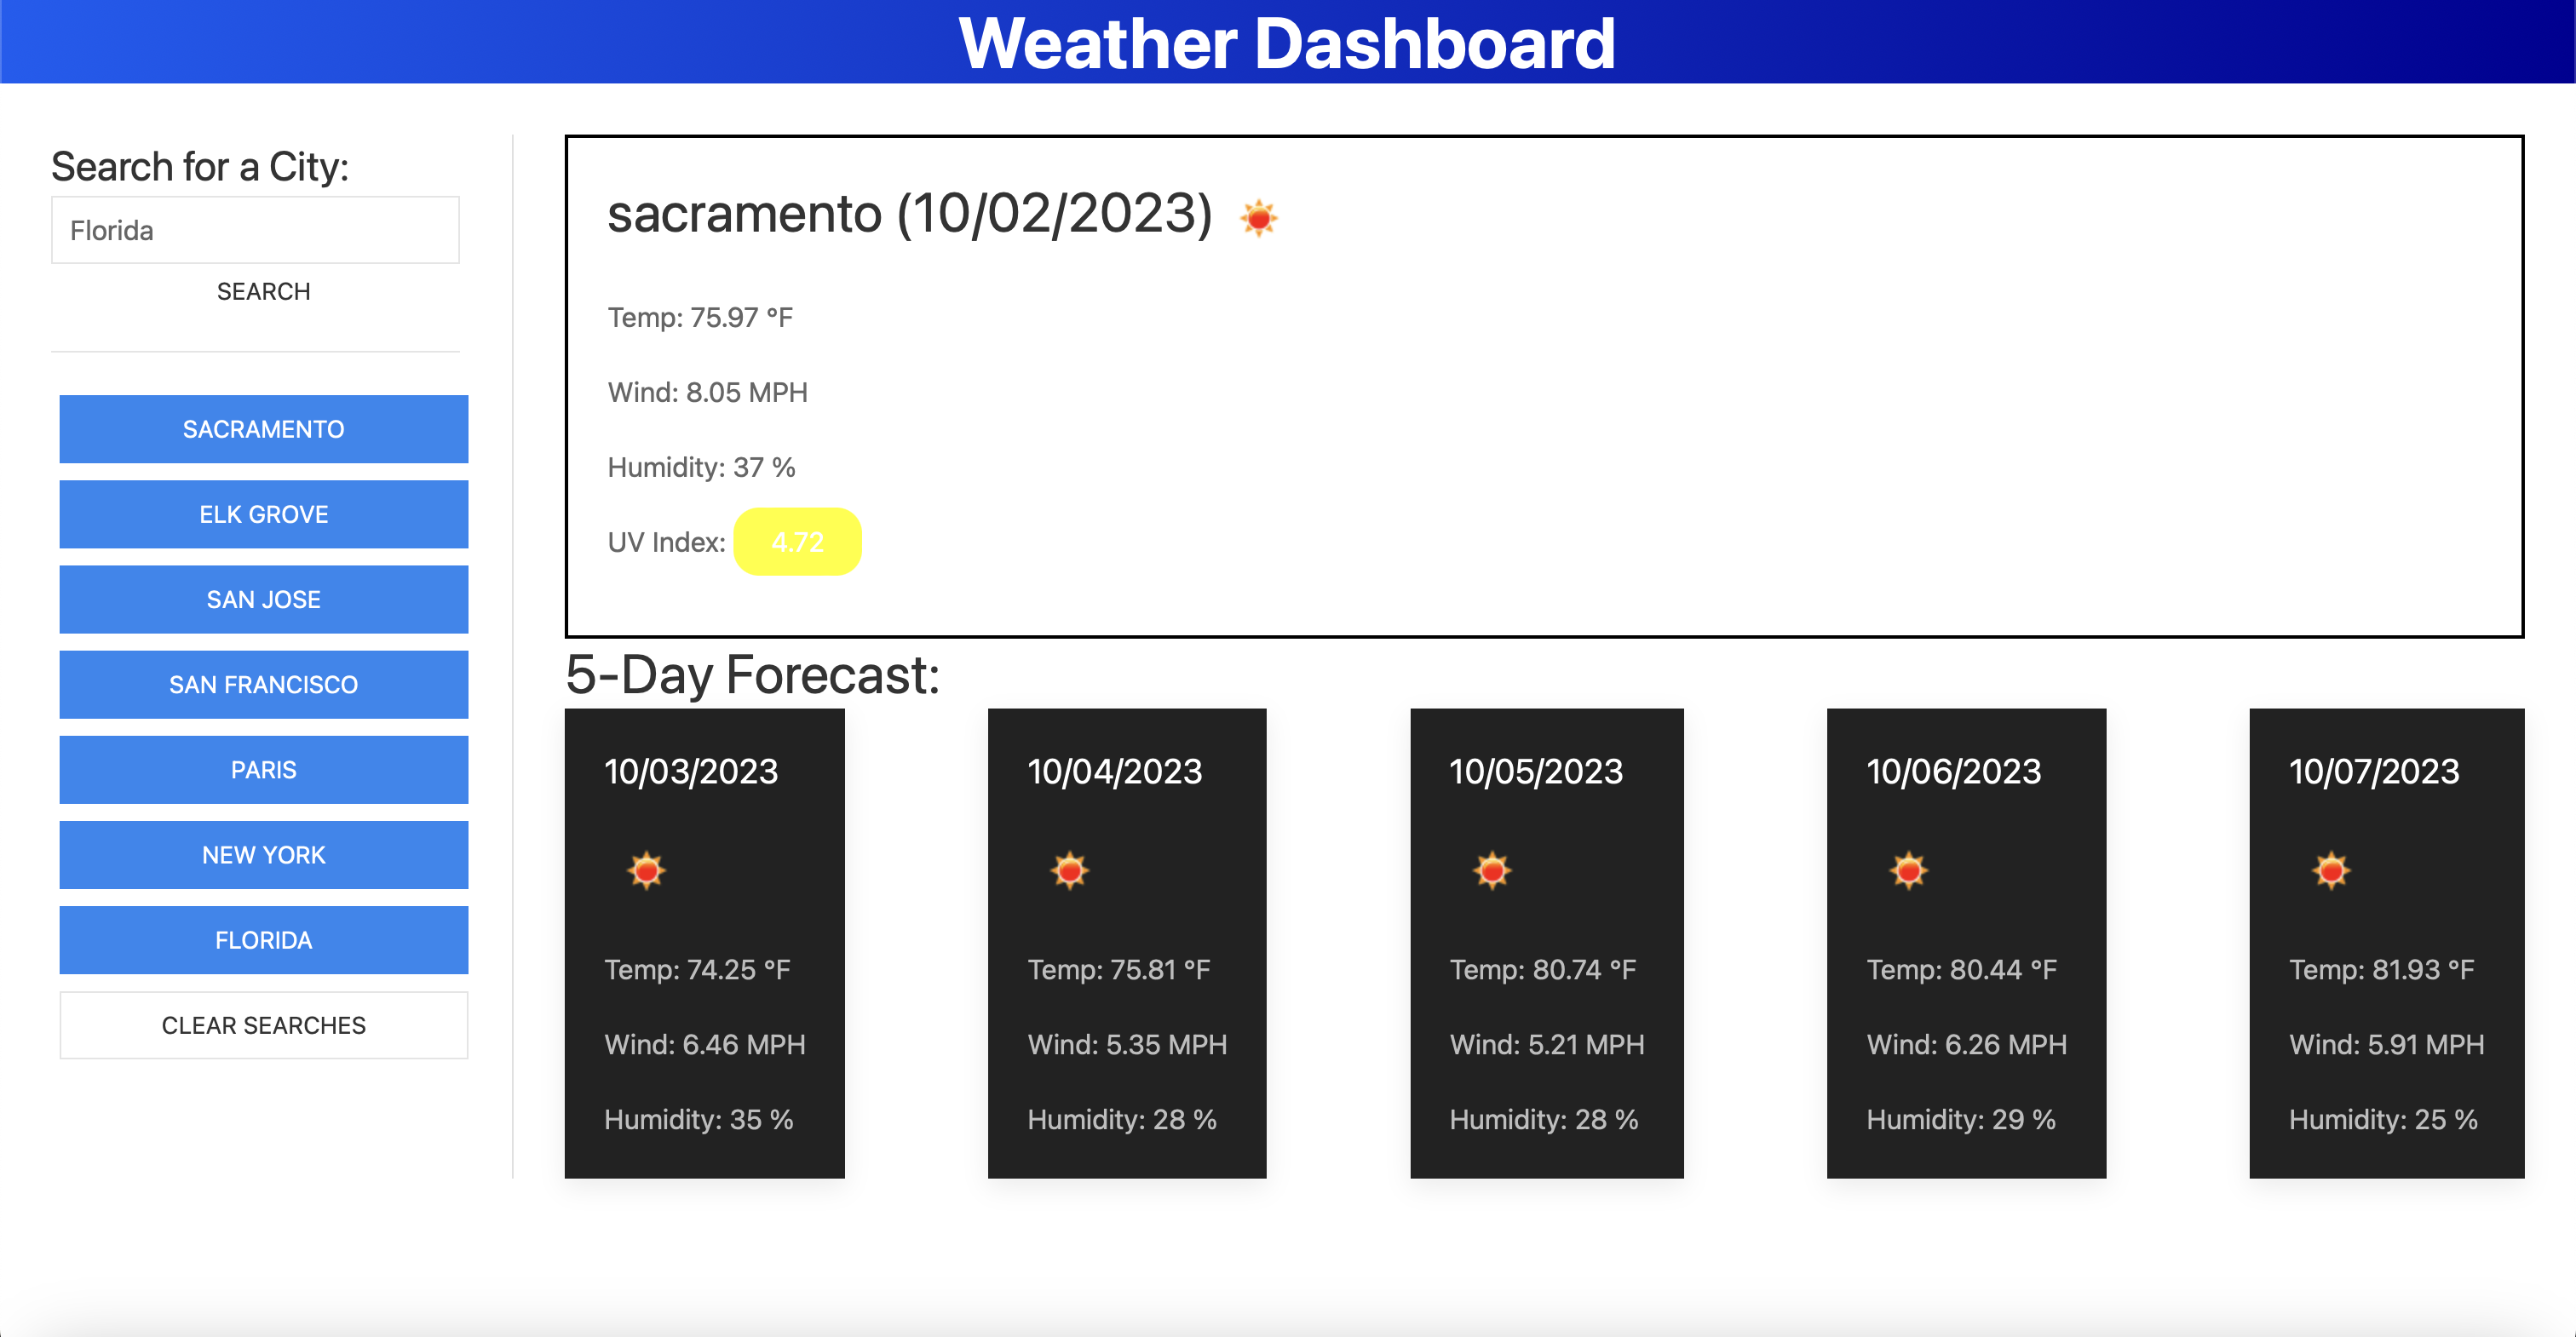 Weather Dashboard
Search for a City:
Florida
SEARCH
SACRAMENTO
ELK GROVE
SAN JOSE
SAN FRANCISCO
PARIS
NEW YORK
FLORIDA
CLEAR SEARCHES
sacramento (10/02/2023)
Temp: 75.97 °F
Wind: 8.05 MPH
Humidity: 37 %
UV Index: 4.72
5-Day Forecast:
10/03/2023
Temp: 74.25 °F
Wind: 6.46 MPH
Humidity: 35 %
10/04/2023
Temp: 75.81 °F
Wind: 5.35 MPH
Humidity: 28 %
10/05/2023
Temp: 80.74 °F
Wind: 5.21 MPH
Humidity: 28 %
10/06/2023
Temp: 80.44 °F
Wind: 6.26 MPH
Humidity: 29 %
10/07/2023
Temp: 81.93 °F
Wind: 5.91 MPH
Humidity: 25 %